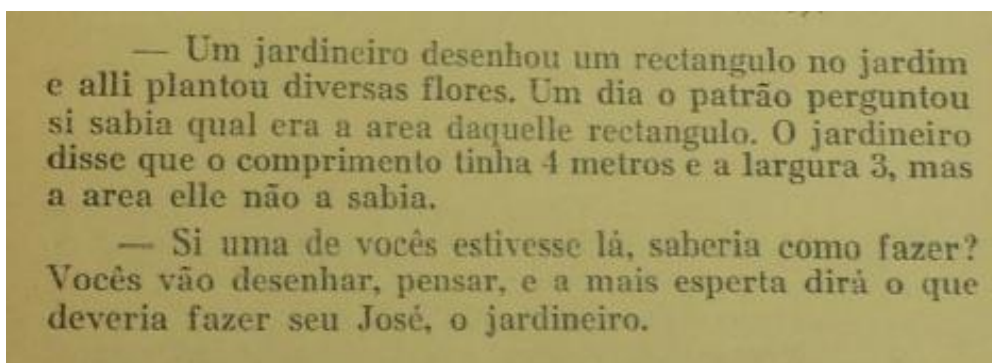 — Um jardineiro desenhou um rectangulo no jardim
e alli plantou diversas flores. Um dia o patrão perguntou
si sabia qual era a area daquelle rectangulo. O jardineiro
disse que o comprimento tinha 4 metros e a largura 3, mas
a area elle não a sabia.
— Si uma de vocês estivesse lá, saberia como fazer?
Vocês vão desenhar, pensar, e a mais esperta dirá o que
deveria fazer seu José, o jardineiro.